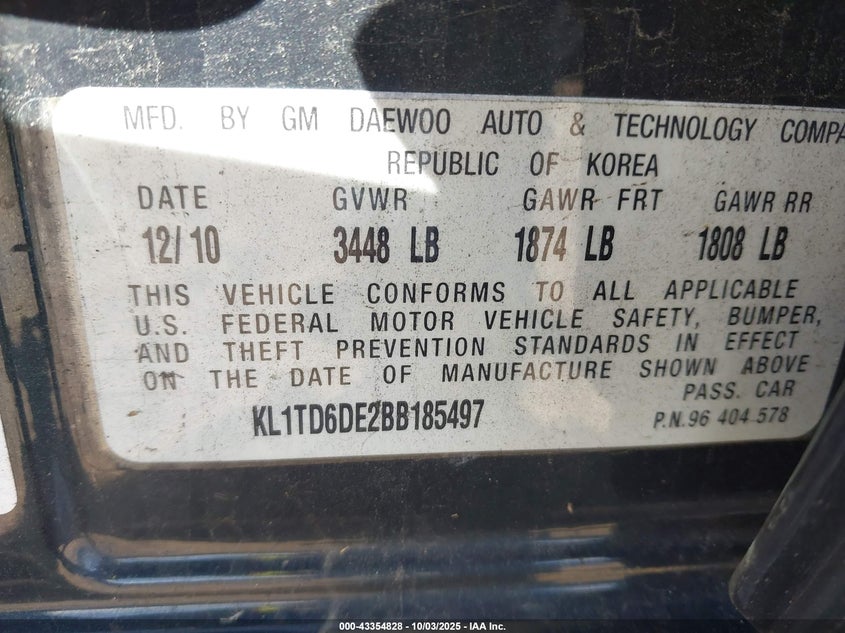 MFD. BY GM DAEWOO AUTO & TECHNOLOGY COMPA
REPUBLIC OF KOREA
DATE GVWR GAWR FRT GAWR RR
12/10 3448 LB 1874 LB 1808 LB
THIS VEHICLE CONFORMS TO ALL APPLICABLE
U.S. FEDERAL MOTOR VEHICLE SAFETY, BUMPER,
AND THEFT PREVENTION STANDARDS IN EFFECT
ON THE DATE OF MANUFACTURE SHOWN ABOVE
PASS. CAR
KL1TD6DE2BB185497 P.N.96 404 578
000-43354828 - 10/03/2025 - IAA Inc.